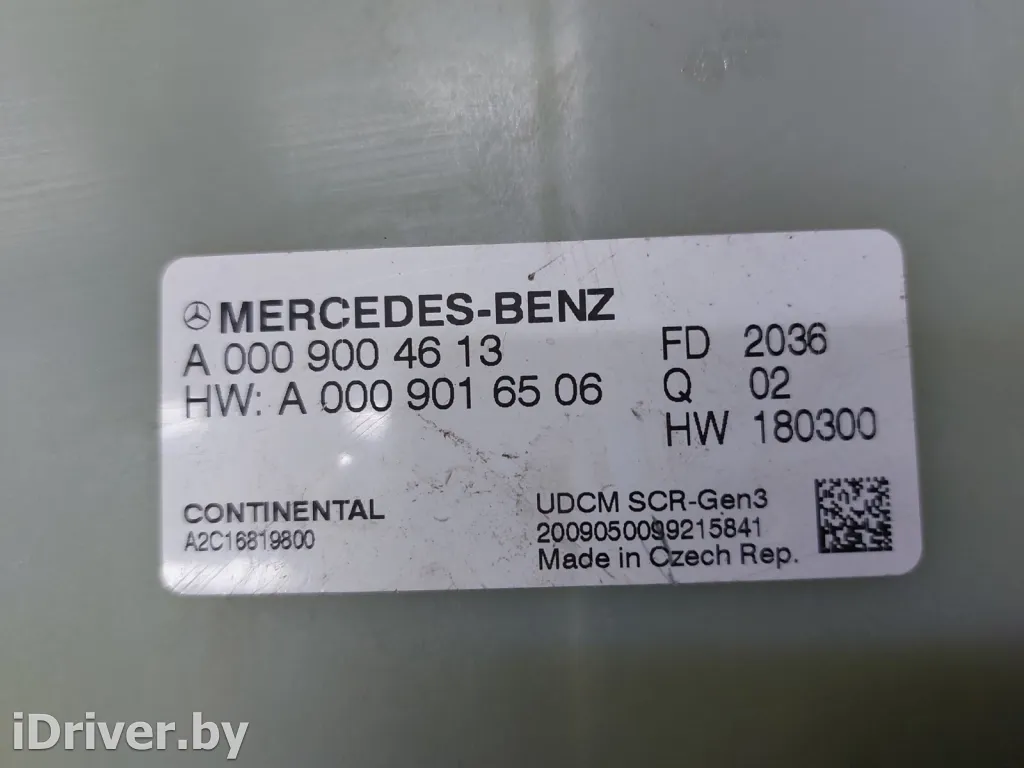 MERCEDES-BENZ
A 000 900 46 13
HW: A 000 901 65 06
FD 2036
Q 02
HW 180300
CONTINENTAL
A2C16819800
UDCM SCR-Gen3
2009050099215841
Made in Czech Rep.
iDriver.by